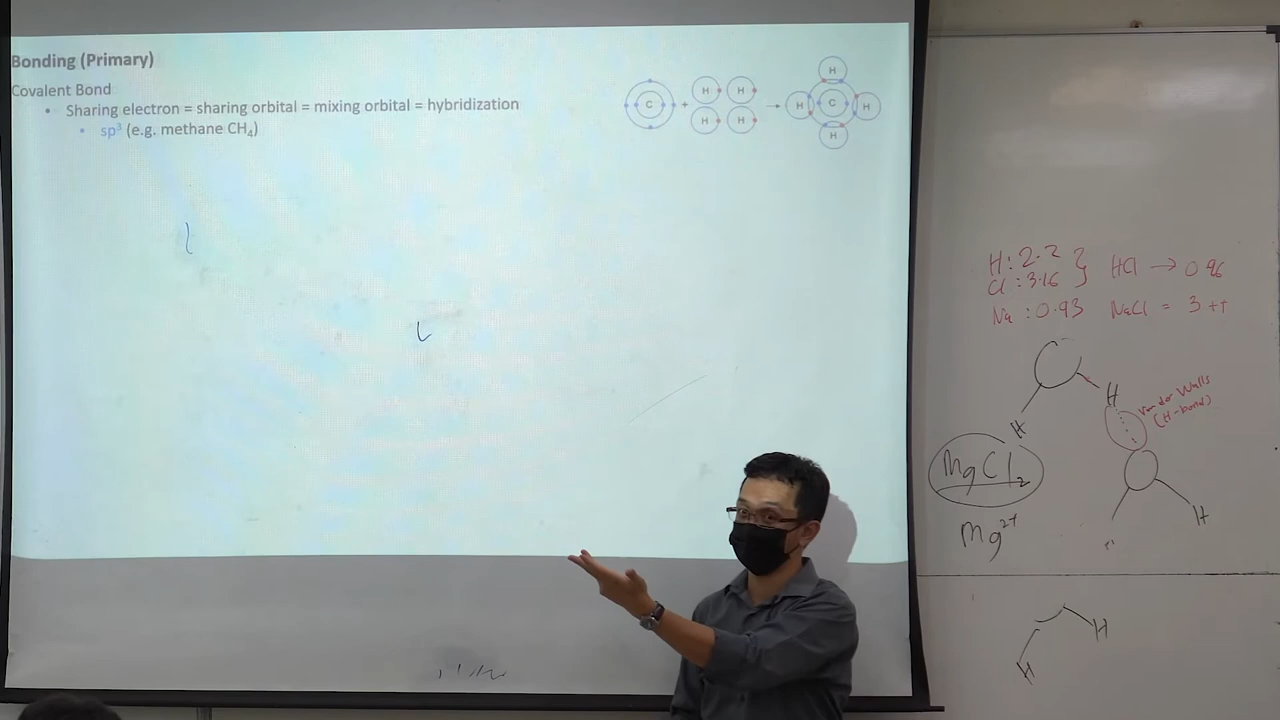 Bonding (Primary)
Covalent Bond
• Sharing electron = sharing orbital = mixing orbital = hybridization
• sp³ (e.g. methane CH₄)
H
H H
C + → H C H
H H
H
H : 2.2 } HCl → 0.96
Cl : 3.16
Na : 0.93 NaCl = 3 ++
H
Van der Walls
(H-bond)
H
MgCl₂
H
Mg²⁺
H
H